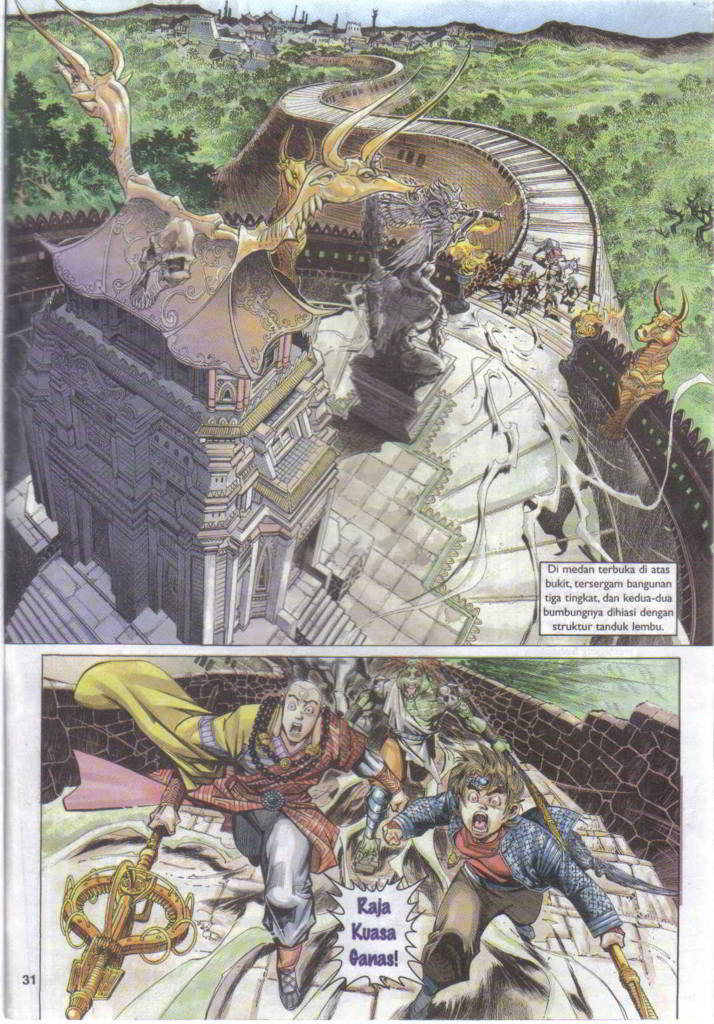 Di medan terbuka di atas
bukit, tersergam bangunan
tiga tingkat, dan kedua-dua
bumbungnya dihiasi dengan
struktur tanduk lembu.
Raja
Kuasa
Ganas!
31